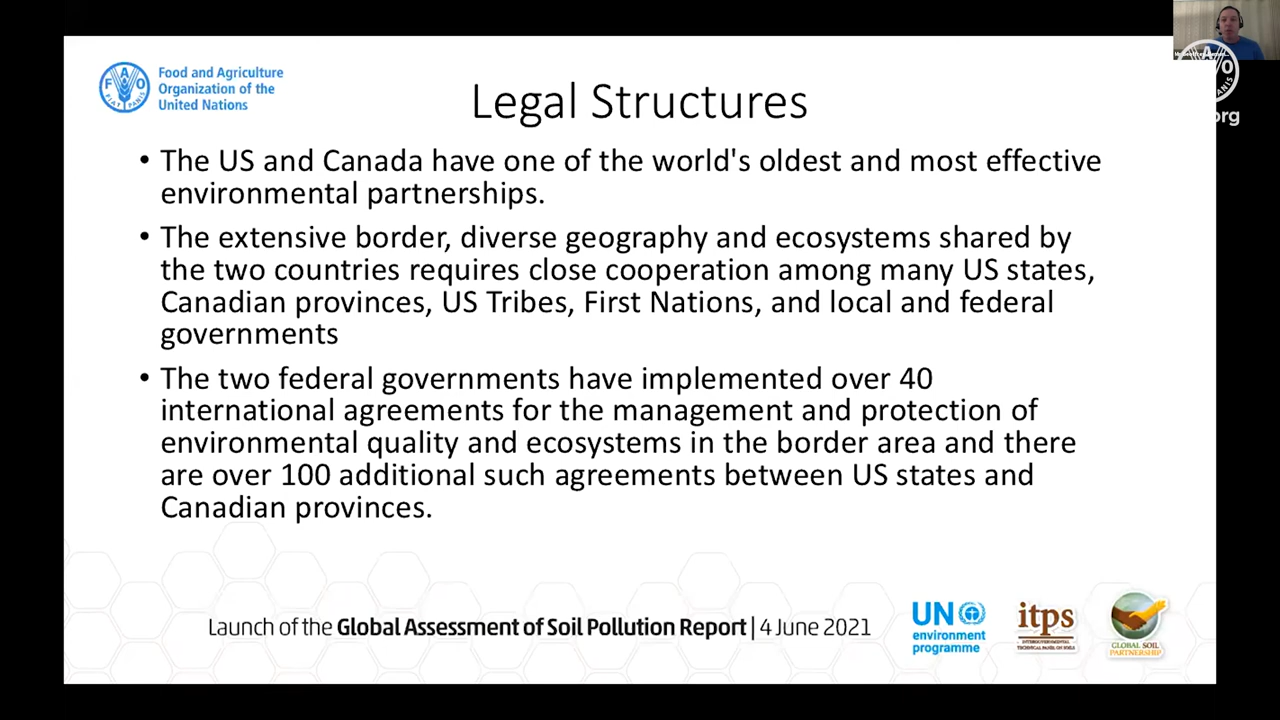 Food and Agriculture
Organization of the
United Nations
F A O
FIAT PANIS
Legal Structures
• The US and Canada have one of the world's oldest and most effective
environmental partnerships.
• The extensive border, diverse geography and ecosystems shared by
the two countries requires close cooperation among many US states,
Canadian provinces, US Tribes, First Nations, and local and federal
governments
• The two federal governments have implemented over 40
international agreements for the management and protection of
environmental quality and ecosystems in the border area and there
are over 100 additional such agreements between US states and
Canadian provinces.
Launch of the Global Assessment of Soil Pollution Report | 4 June 2021
UN
environment
programme
itps
INTERGOVERNMENTAL
TECHNICAL PANEL ON SOILS
GLOBAL SOIL
PARTNERSHIP